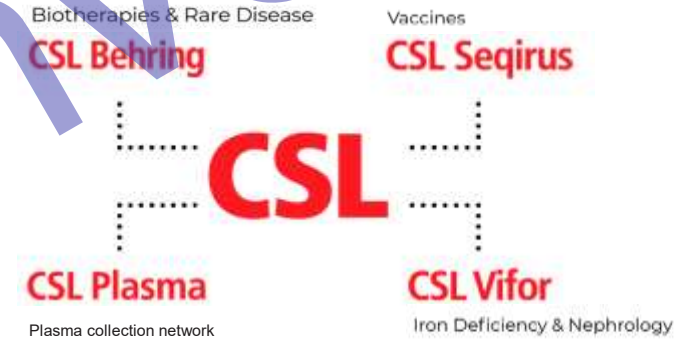 Biotherapies & Rare Disease
CSL Behring
Vaccines
CSL Seqirus
CSL
CSL Plasma
Plasma collection network
CSL Vifor
Iron Deficiency & Nephrology